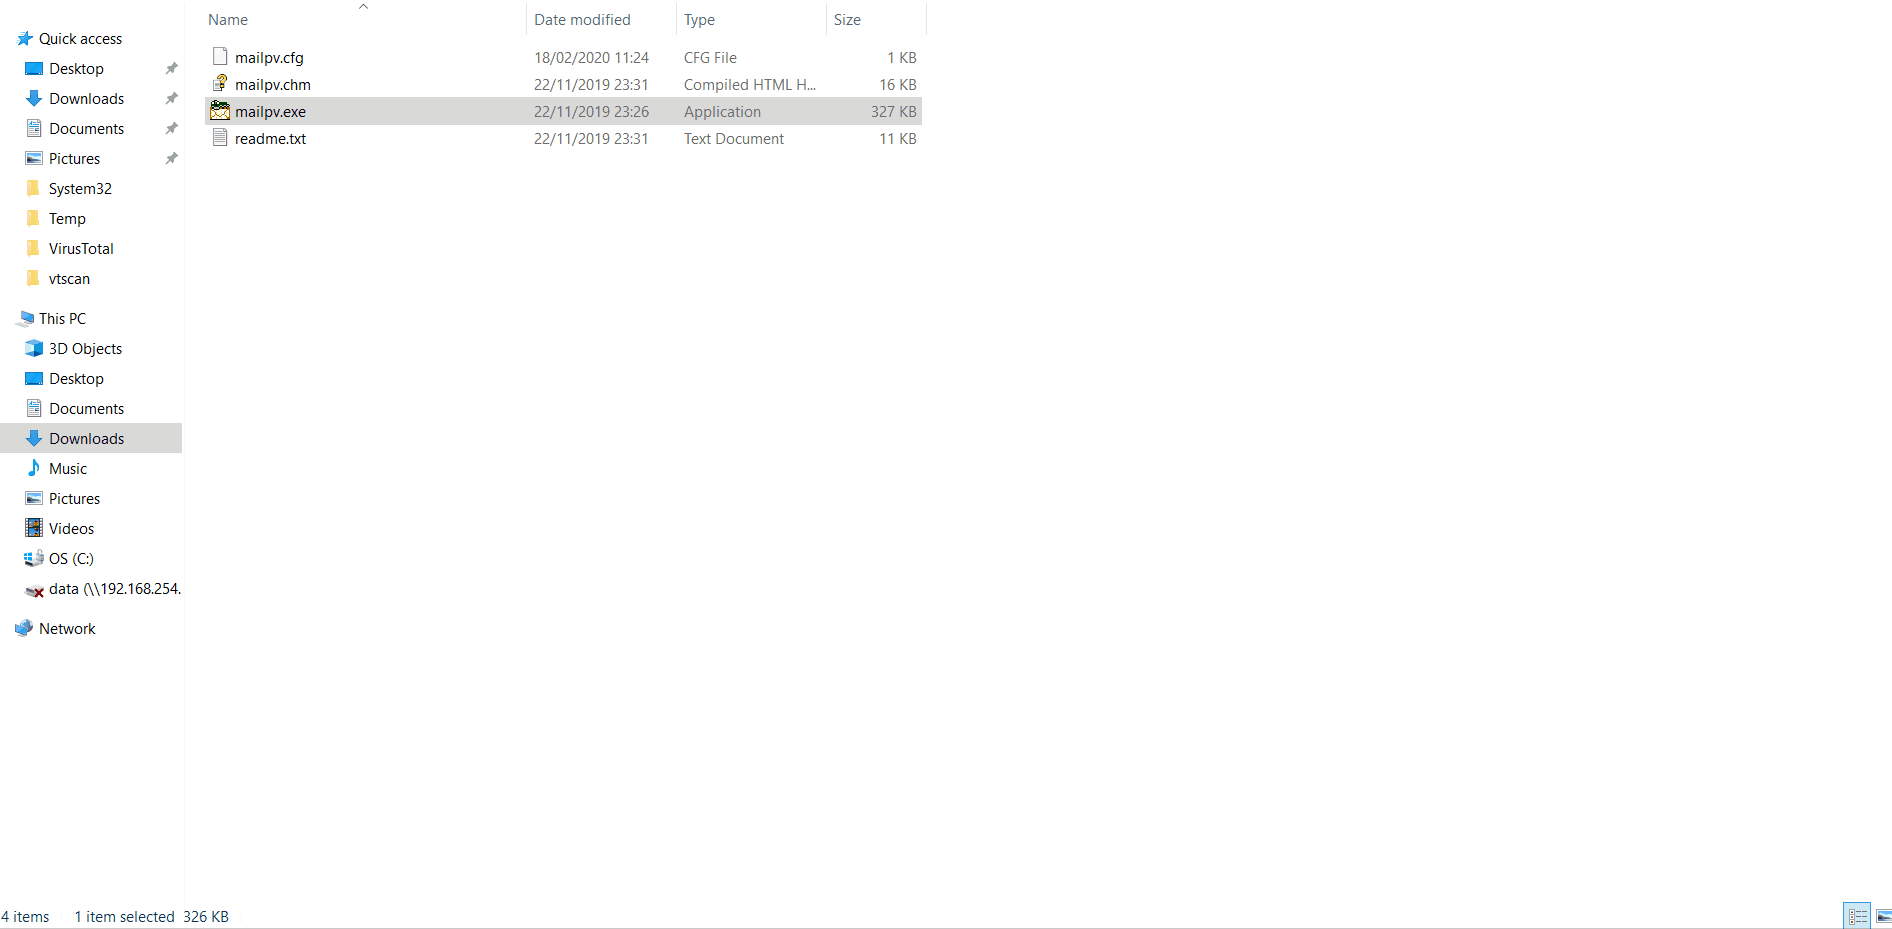 Name Date modified Type Size
Quick access
Desktop
Downloads
Documents
Pictures
System32
Temp
VirusTotal
vtscan
This PC
3D Objects
Desktop
Documents
Downloads
Music
Pictures
Videos
OS (C:)
data (\\192.168.254.
Network
mailpv.cfg 18/02/2020 11:24 CFG File 1 KB
mailpv.chm 22/11/2019 23:31 Compiled HTML H... 16 KB
mailpv.exe 22/11/2019 23:26 Application 327 KB
readme.txt 22/11/2019 23:31 Text Document 11 KB
4 items 1 item selected 326 KB